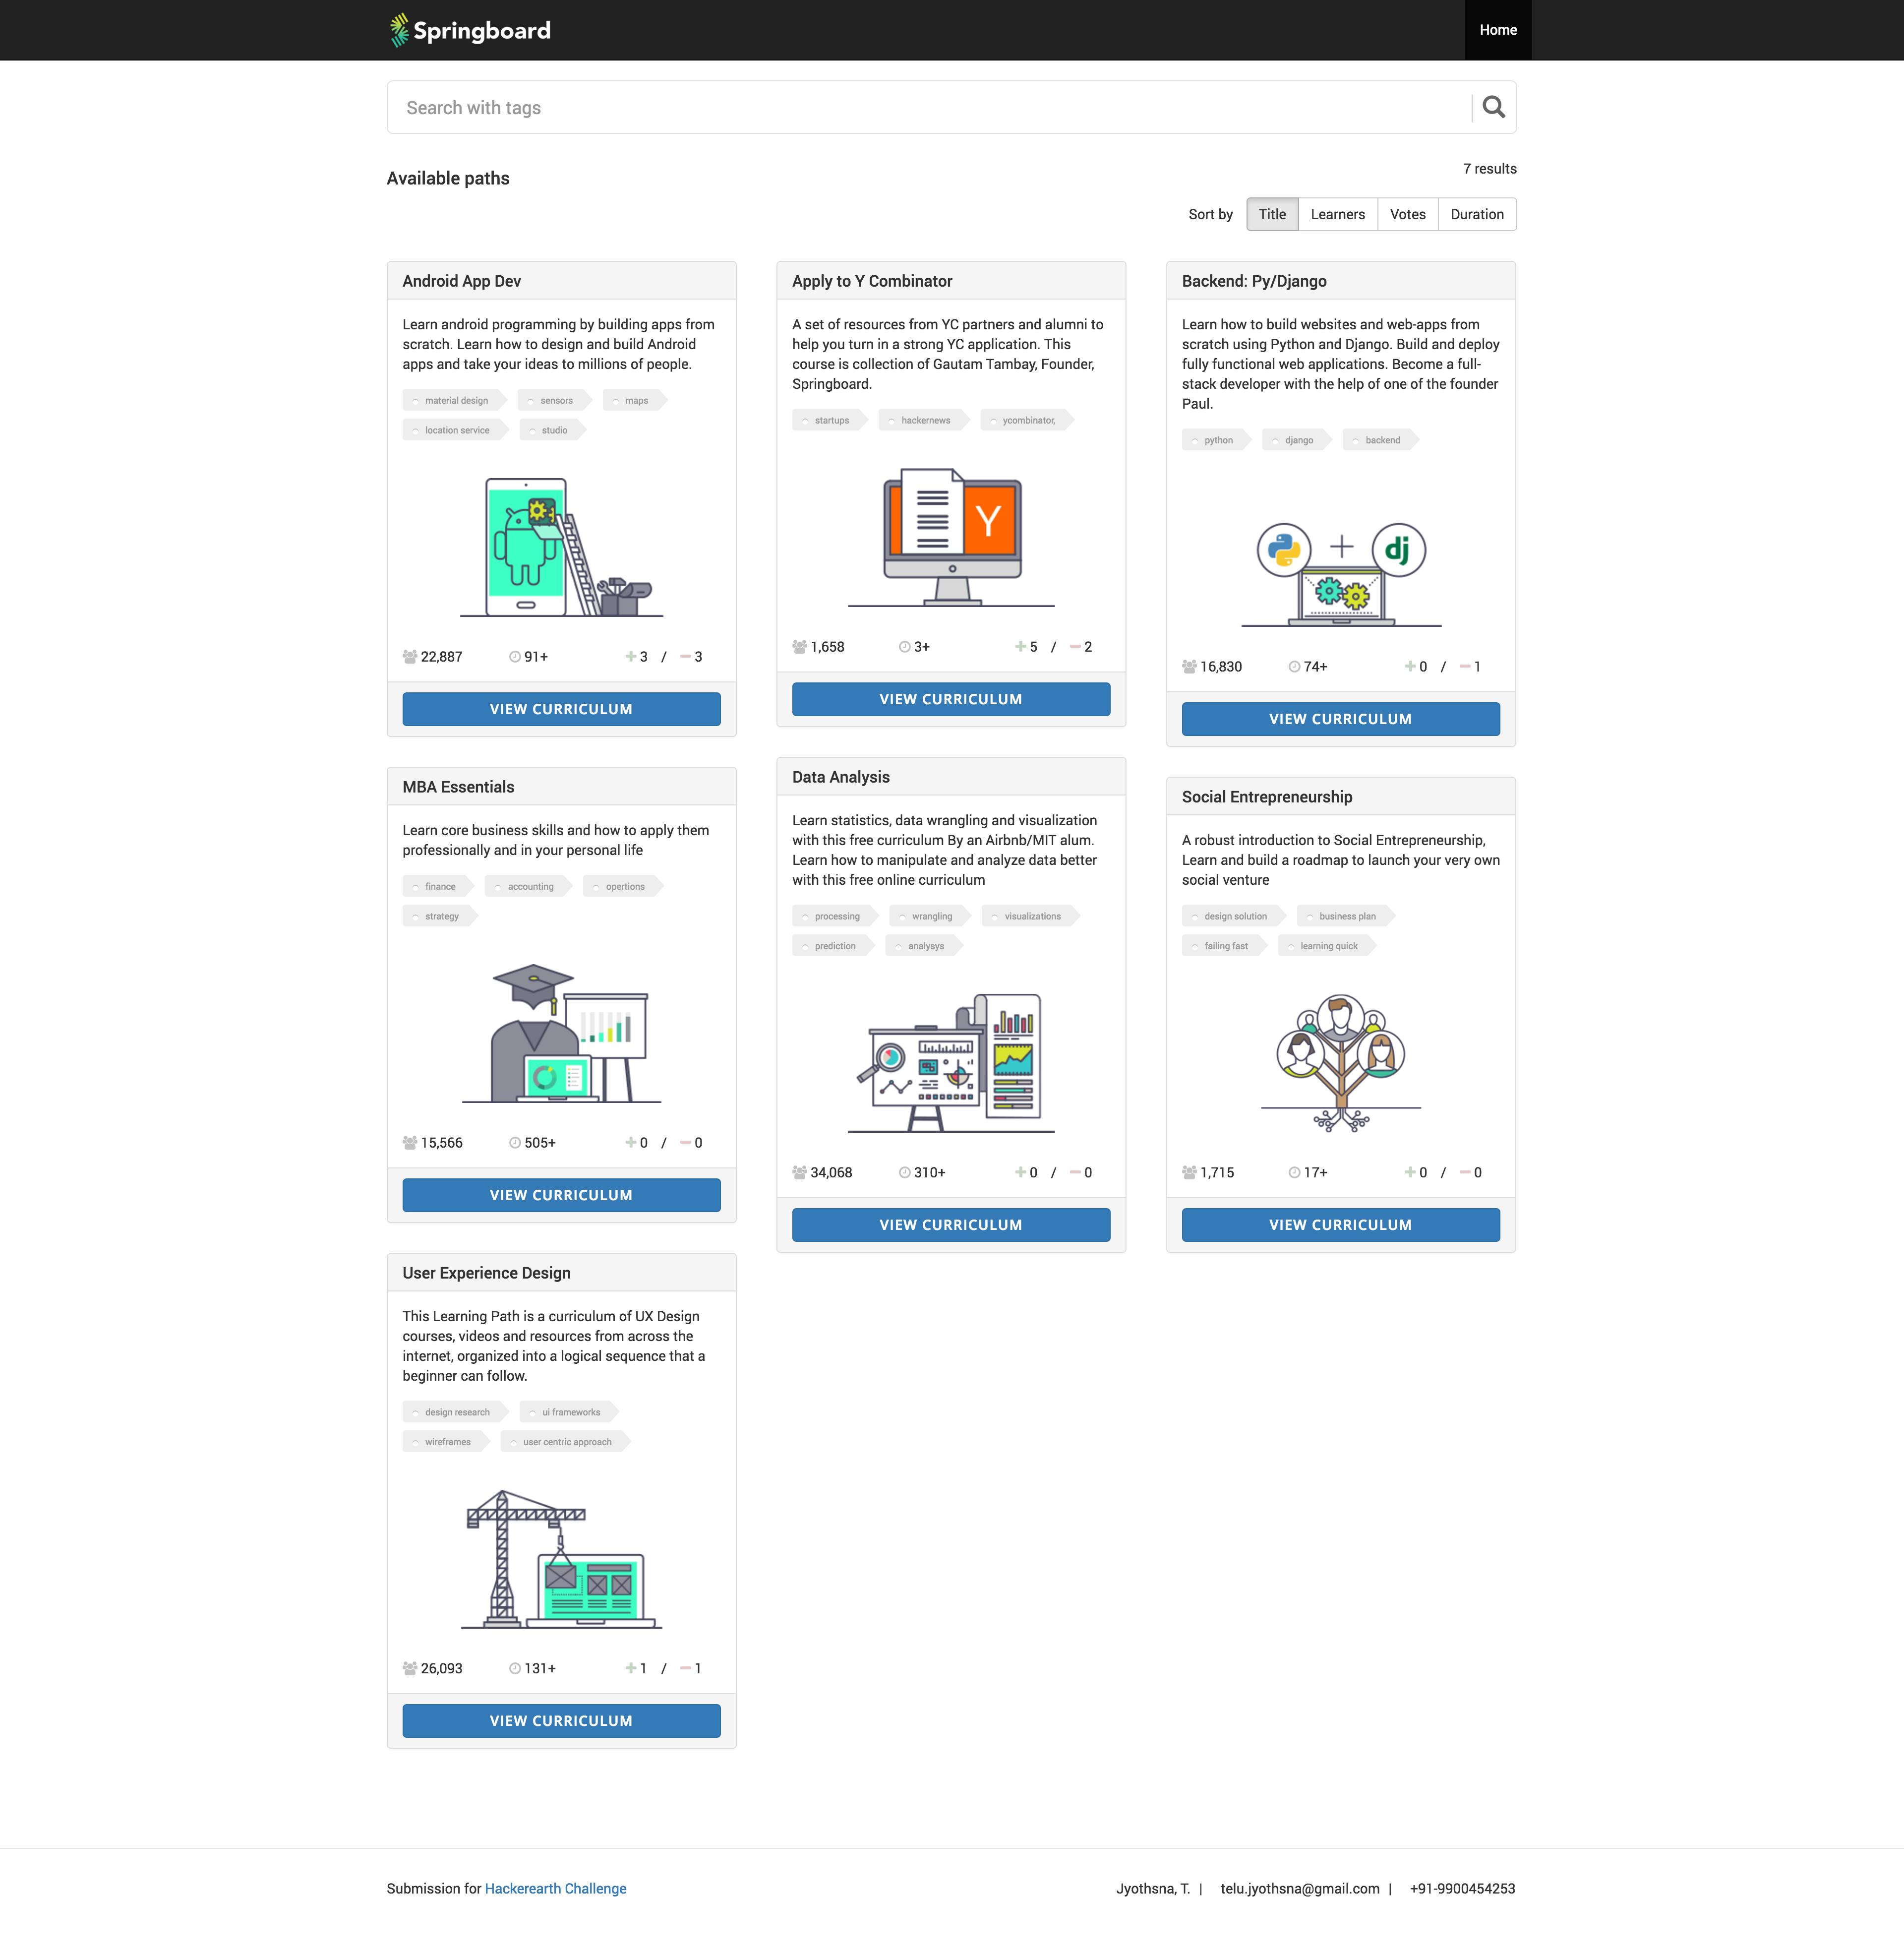 Springboard
Home
Search with tags
Available paths
7 results
Sort by Title Learners Votes Duration
Android App Dev
Learn android programming by building apps from
scratch. Learn how to design and build Android
apps and take your ideas to millions of people.
material design sensors maps
location service studio
22,887 91+ 3 / 3
VIEW CURRICULUM
Apply to Y Combinator
A set of resources from YC partners and alumni to
help you turn in a strong YC application. This
course is collection of Gautam Tambay, Founder,
Springboard.
startups hackernews ycombinator,
Y
1,658 3+ 5 / 2
VIEW CURRICULUM
Backend: Py/Django
Learn how to build websites and web-apps from
scratch using Python and Django. Build and deploy
fully functional web applications. Become a full-
stack developer with the help of one of the founder
Paul.
python django backend
dj
16,830 74+ 0 / 1
VIEW CURRICULUM
MBA Essentials
Learn core business skills and how to apply them
professionally and in your personal life
finance accounting opertions
strategy
15,566 505+ 0 / 0
VIEW CURRICULUM
Data Analysis
Learn statistics, data wrangling and visualization
with this free curriculum By an Airbnb/MIT alum.
Learn how to manipulate and analyze data better
with this free online curriculum
processing wrangling visualizations
prediction analysys
34,068 310+ 0 / 0
VIEW CURRICULUM
Social Entrepreneurship
A robust introduction to Social Entrepreneurship,
Learn and build a roadmap to launch your very own
social venture
design solution business plan
failing fast learning quick
1,715 17+ 0 / 0
VIEW CURRICULUM
User Experience Design
This Learning Path is a curriculum of UX Design
courses, videos and resources from across the
internet, organized into a logical sequence that a
beginner can follow.
design research ui frameworks
wireframes user centric approach
26,093 131+ 1 / 1
VIEW CURRICULUM
Submission for Hackerearth Challenge
Jyothsna, T. | telu.jyothsna@gmail.com | +91-9900454253